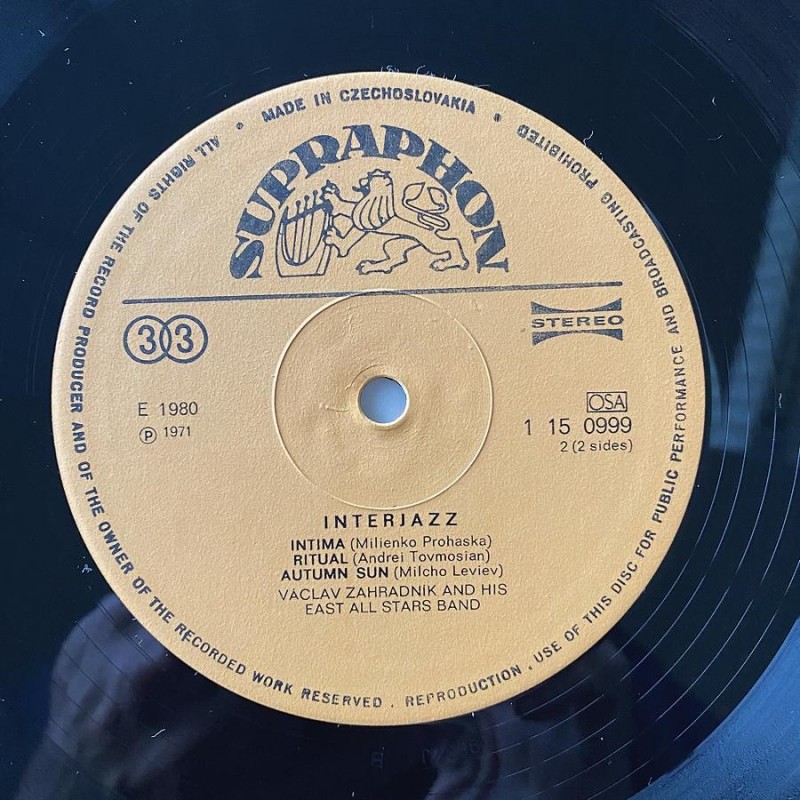 MADE IN CZECHOSLOVAKIA
ALL RIGHTS OF THE RECORD PRODUCER AND OF THE OWNER OF THE RECORDED WORK RESERVED . REPRODUCTION . USE OF THIS DISC FOR PUBLIC PERFORMANCE AND BROADCASTING PROHIBITED
SUPRAPHON
33
STEREO
E 1980
Ⓟ 1971
OSA
1 15 0999
2 (2 sides)
INTERJAZZ
INTIMA (Milienko Prohaska)
RITUAL (Andrei Tovmosian)
AUTUMN SUN (Milcho Leviev)
VÁCLAV ZAHRADNÍK AND HIS
EAST ALL STARS BAND